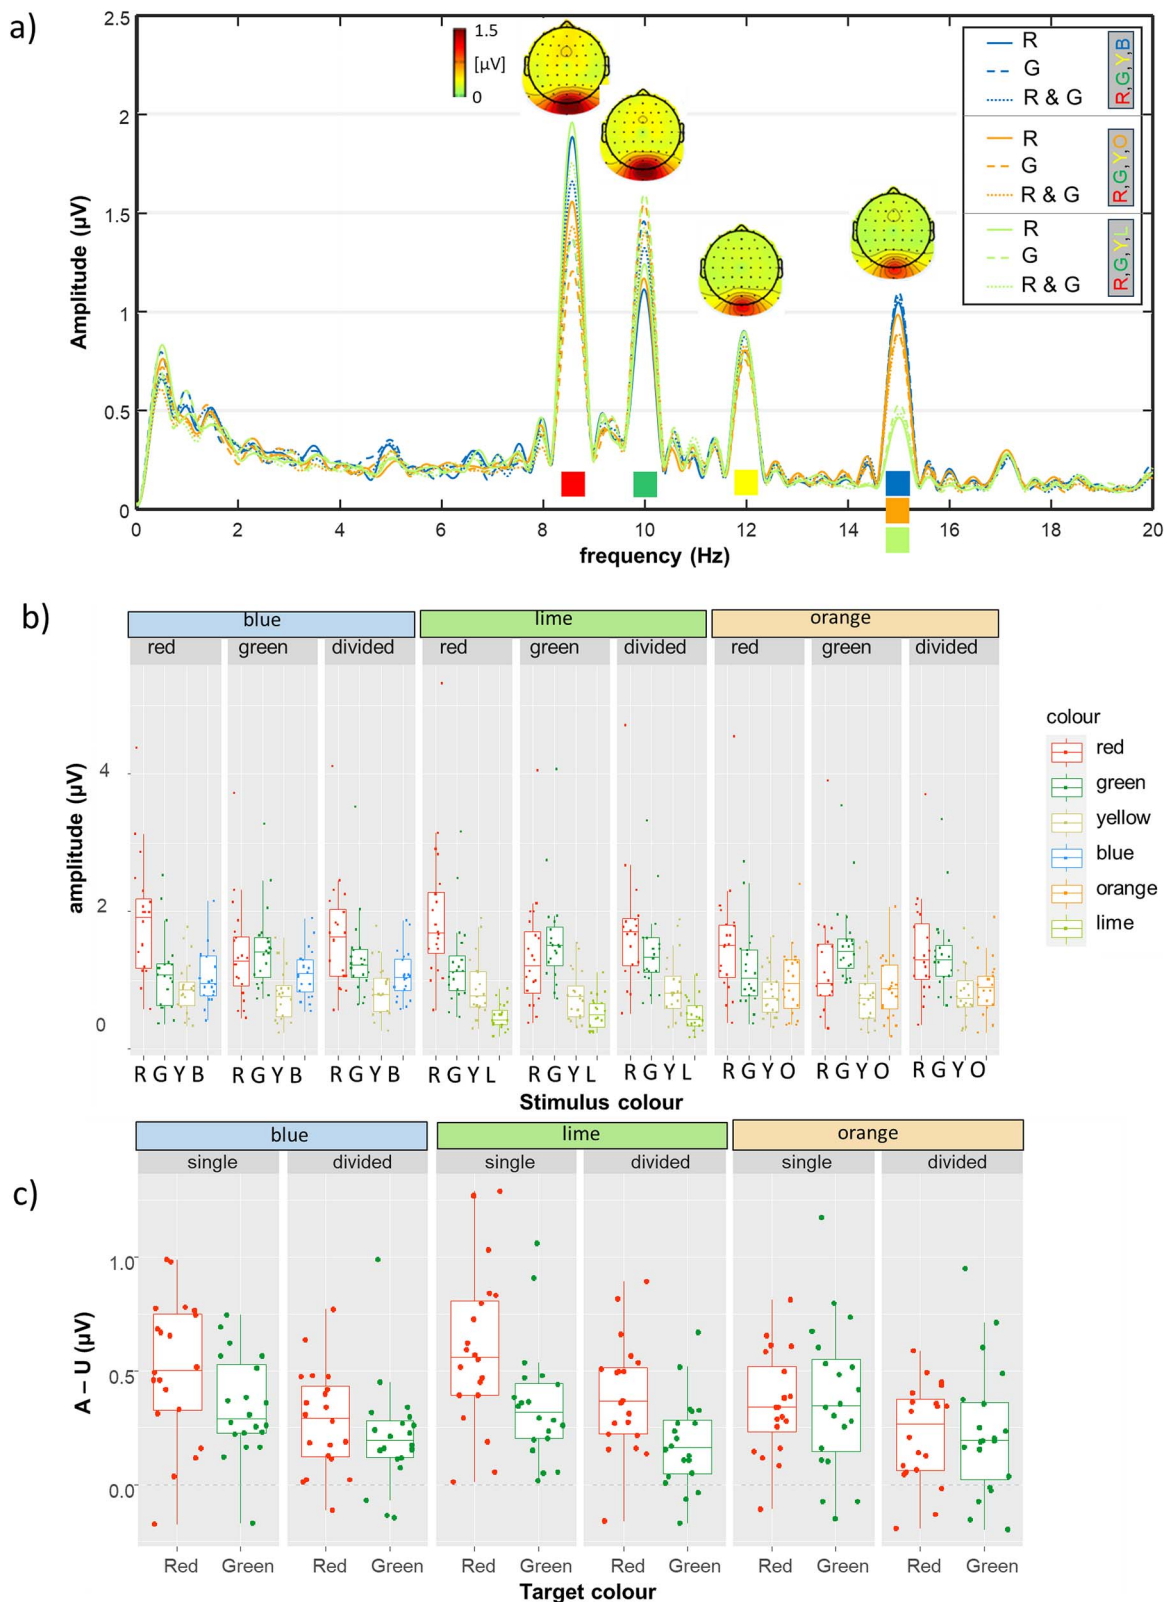 a)
2.5
2
1.5
1
0.5
0
Amplitude (µV)
1.5
[µV]
0
R
G
R & G
R,G,Y,B
R
G
R & G
R,G,Y,O
R
G
R & G
R,G,Y,L
0 2 4 6 8 10 12 14 16 18 20
frequency (Hz)
b)
blue lime orange
red green divided red green divided red green divided
4
2
0
amplitude (µV)
colour
red
green
yellow
blue
orange
lime
R G Y B R G Y B R G Y B R G Y L R G Y L R G Y L R G Y O R G Y O R G Y O
Stimulus colour
c)
blue lime orange
single divided single divided single divided
1.0
0.5
0.0
A – U (µV)
Red Green Red Green Red Green Red Green Red Green Red Green
Target colour